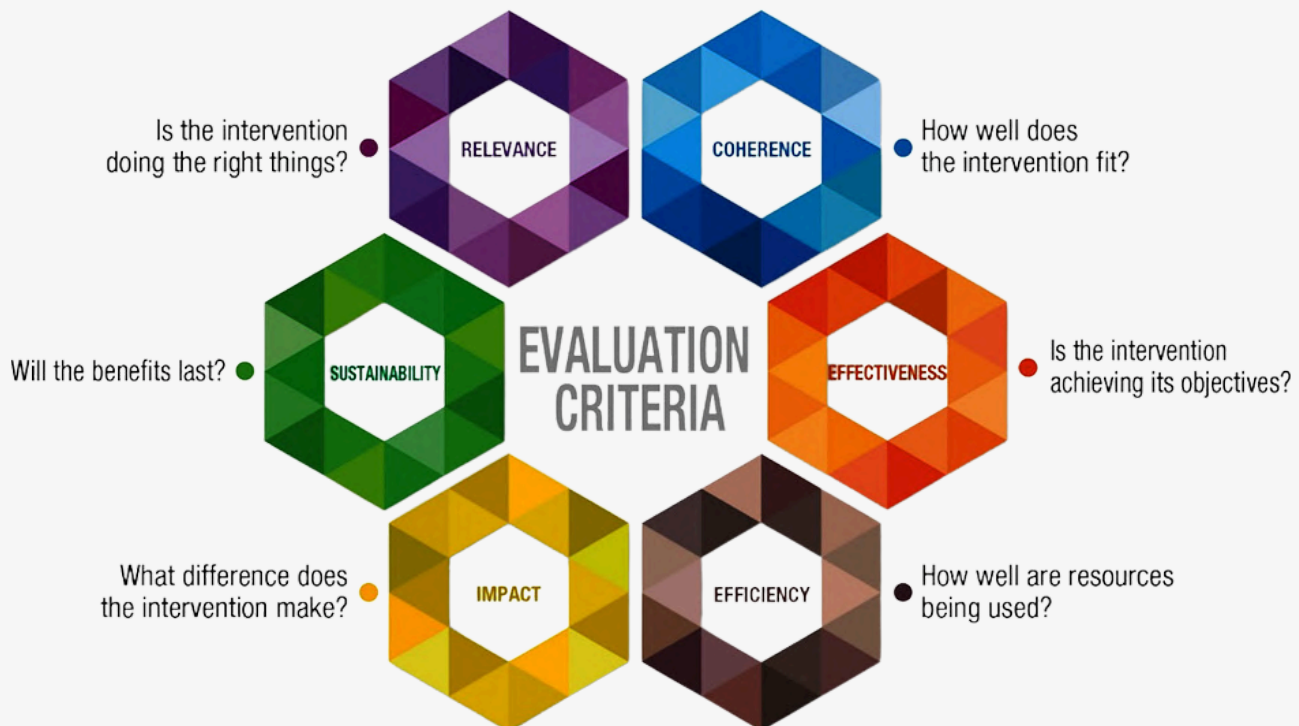 Is the intervention
doing the right things?
RELEVANCE
COHERENCE
How well does
the intervention fit?
Will the benefits last?
SUSTAINABILITY
EVALUATION
CRITERIA
EFFECTIVENESS
Is the intervention
achieving its objectives?
What difference does
the intervention make?
IMPACT
EFFICIENCY
How well are resources
being used?